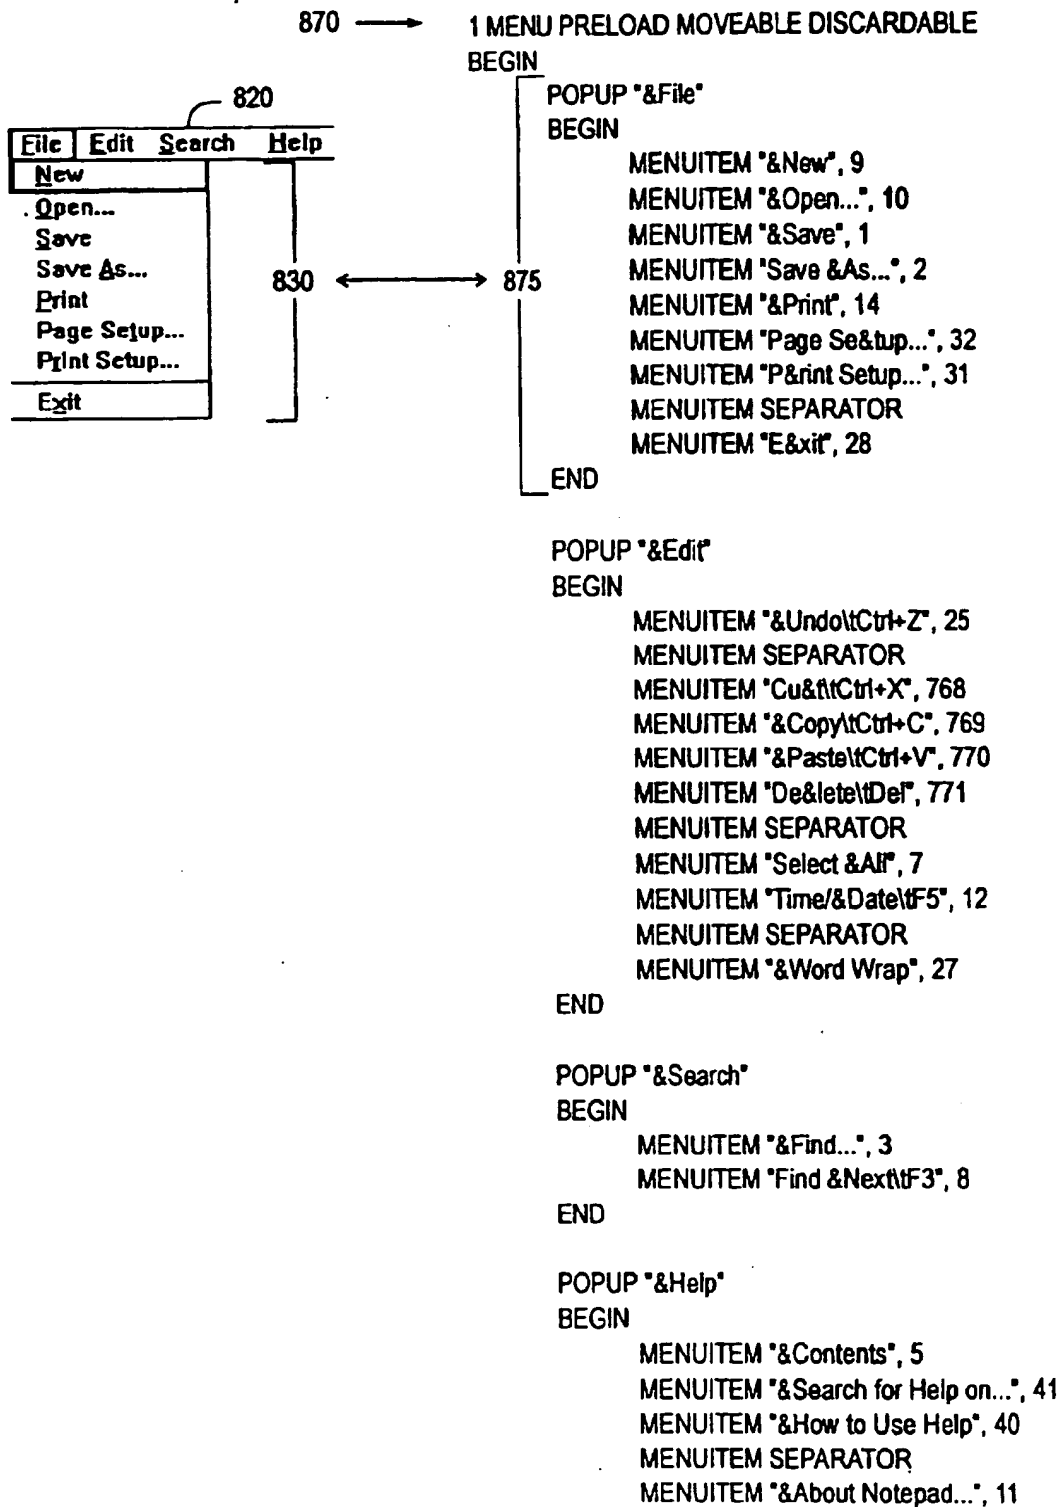 870
1 MENU PRELOAD MOVEABLE DISCARDABLE
BEGIN
820
File Edit Search Help
New
Open...
Save
Save As...
Print
Page Setup...
Print Setup...
Exit
830
875
POPUP "&File"
BEGIN
MENUITEM "&New", 9
MENUITEM "&Open...", 10
MENUITEM "&Save", 1
MENUITEM "Save &As...", 2
MENUITEM "&Print", 14
MENUITEM "Page Se&tup...", 32
MENUITEM "P&rint Setup...", 31
MENUITEM SEPARATOR
MENUITEM "E&xit", 28
END
POPUP "&Edit"
BEGIN
MENUITEM "&Undo\tCtrl+Z", 25
MENUITEM SEPARATOR
MENUITEM "Cu&t\tCtrl+X", 768
MENUITEM "&Copy\tCtrl+C", 769
MENUITEM "&Paste\tCtrl+V", 770
MENUITEM "De&lete\tDel", 771
MENUITEM SEPARATOR
MENUITEM "Select &All", 7
MENUITEM "Time/&Date\tF5", 12
MENUITEM SEPARATOR
MENUITEM "&Word Wrap", 27
END
POPUP "&Search"
BEGIN
MENUITEM "&Find...", 3
MENUITEM "Find &Next\tF3", 8
END
POPUP "&Help"
BEGIN
MENUITEM "&Contents", 5
MENUITEM "&Search for Help on...", 41
MENUITEM "&How to Use Help", 40
MENUITEM SEPARATOR
MENUITEM "&About Notepad...", 11